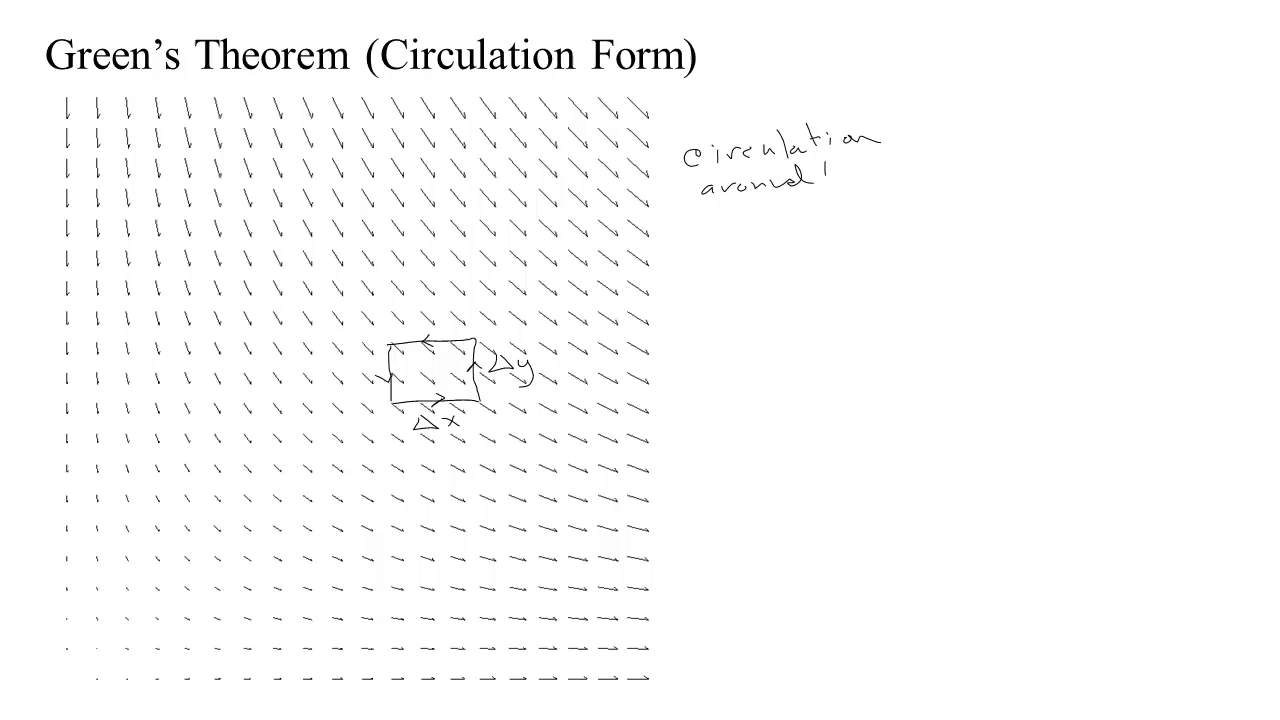 Green's Theorem (Circulation Form)
circulation
around
Δy
Δx